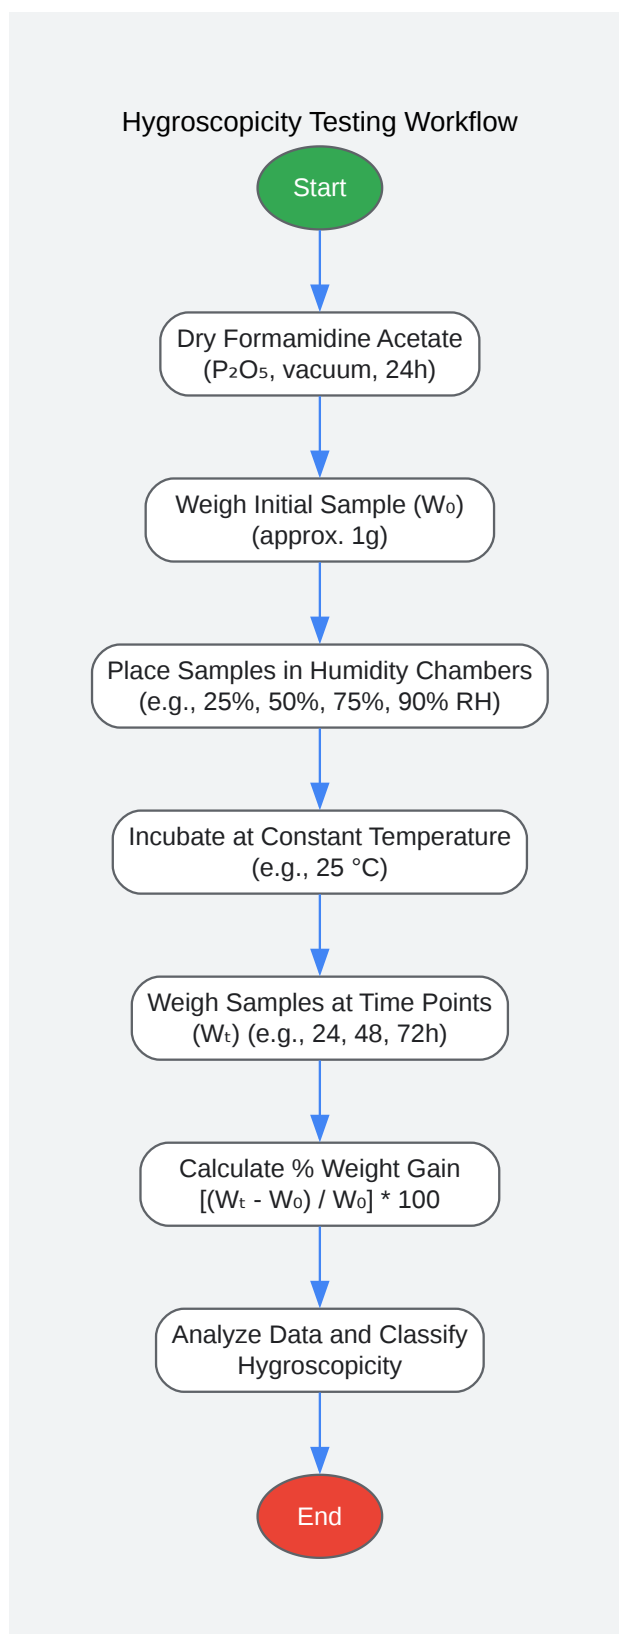 Hygroscopicity Testing Workflow
Start
Dry Formamidine Acetate
(P₂O₅, vacuum, 24h)
Weigh Initial Sample (W₀)
(approx. 1g)
Place Samples in Humidity Chambers
(e.g., 25%, 50%, 75%, 90% RH)
Incubate at Constant Temperature
(e.g., 25 °C)
Weigh Samples at Time Points
(Wₜ) (e.g., 24, 48, 72h)
Calculate % Weight Gain
[(Wₜ - W₀) / W₀] * 100
Analyze Data and Classify
Hygroscopicity
End